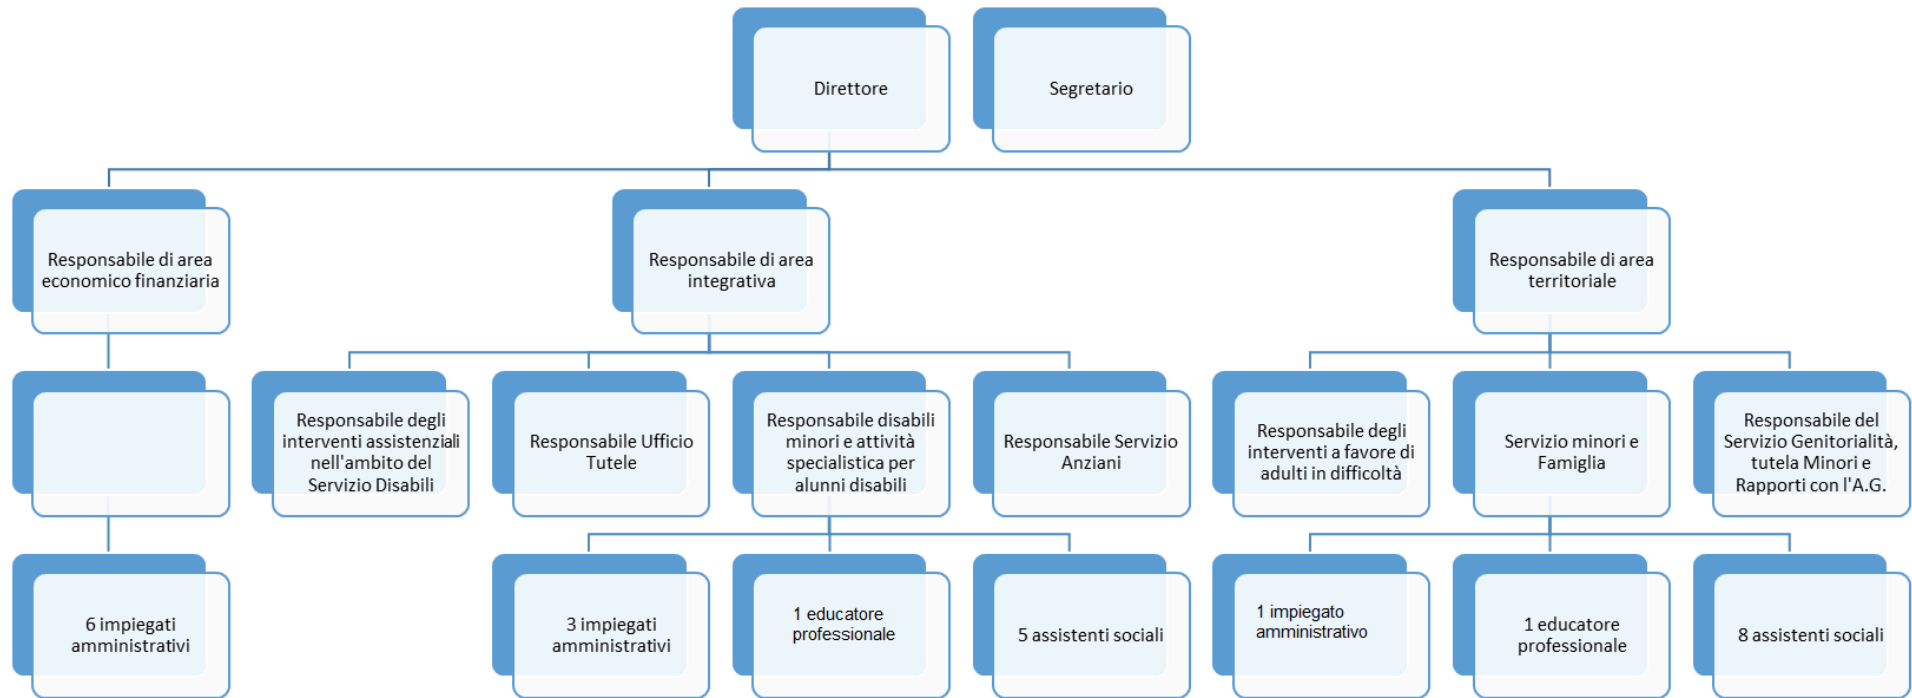 Direttore
Segretario
Responsabile di area
economico finanziaria
Responsabile di area
integrativa
Responsabile di area
territoriale
Responsabile degli
interventi assistenziali
nell'ambito del
Servizio Disabili
Responsabile Ufficio
Tutele
Responsabile disabili
minori e attività
specialistica per
alunni disabili
Responsabile Servizio
Anziani
Responsabile degli
interventi a favore di
adulti in difficoltà
Servizio minori e
Famiglia
Responsabile del
Servizio Genitorialità,
tutela Minori e
Rapporti con l'A.G.
6 impiegati
amministrativi
3 impiegati
amministrativi
1 educatore
professionale
5 assistenti sociali
1 impiegato
amministrativo
1 educatore
professionale
8 assistenti sociali